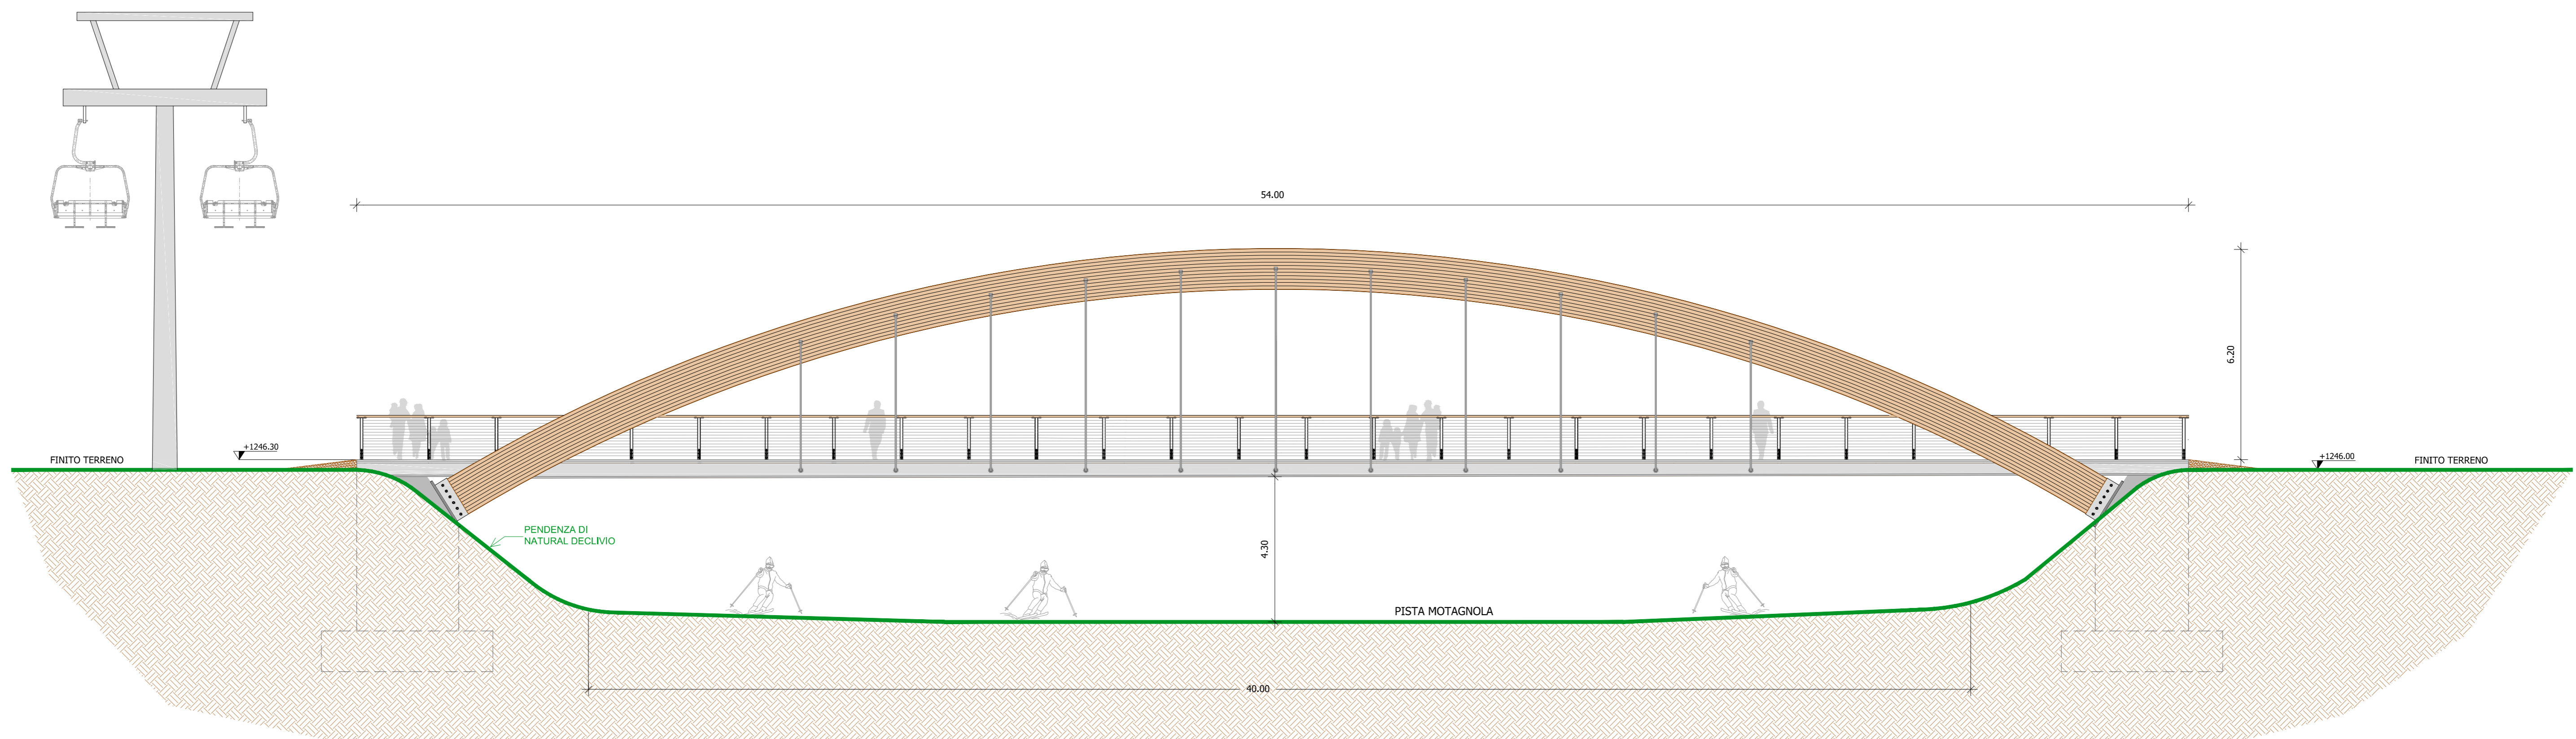 54.00
6.20
+1246.30
FINITO TERRENO
+1246.00
FINITO TERRENO
PENDENZA DI
NATURAL DECLIVIO
4.30
PISTA MOTAGNOLA
40.00